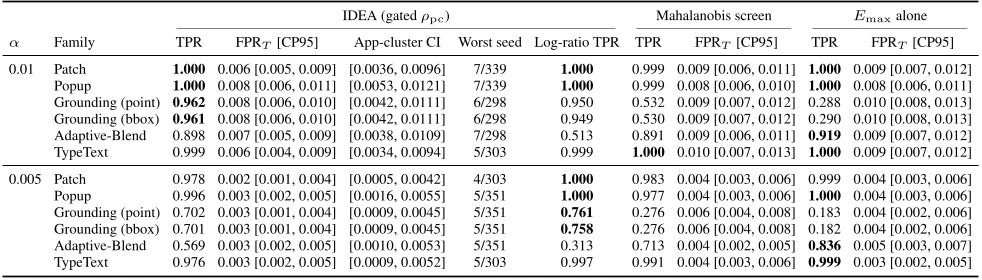 IDEA (gated ρpc) Mahalanobis screen Emax alone
α Family TPR FPRT [CP95] App-cluster CI Worst seed Log-ratio TPR TPR FPRT [CP95] TPR FPRT [CP95]
0.01 Patch 1.000 0.006 [0.005, 0.009] [0.0036, 0.0096] 7/339 1.000 0.999 0.009 [0.006, 0.011] 1.000 0.009 [0.007, 0.012]
Popup 1.000 0.008 [0.006, 0.011] [0.0053, 0.0121] 7/339 1.000 0.999 0.008 [0.006, 0.010] 1.000 0.008 [0.006, 0.011]
Grounding (point) 0.962 0.008 [0.006, 0.010] [0.0042, 0.0111] 6/298 0.950 0.532 0.009 [0.007, 0.012] 0.288 0.010 [0.008, 0.013]
Grounding (bbox) 0.961 0.008 [0.006, 0.010] [0.0042, 0.0111] 6/298 0.949 0.530 0.009 [0.007, 0.012] 0.290 0.010 [0.008, 0.013]
Adaptive-Blend 0.898 0.007 [0.005, 0.009] [0.0038, 0.0109] 7/298 0.513 0.891 0.009 [0.006, 0.011] 0.919 0.009 [0.007, 0.012]
TypeText 0.999 0.006 [0.004, 0.009] [0.0034, 0.0094] 5/303 0.999 1.000 0.010 [0.007, 0.013] 1.000 0.009 [0.007, 0.012]
0.005 Patch 0.978 0.002 [0.001, 0.004] [0.0005, 0.0042] 4/303 1.000 0.983 0.004 [0.003, 0.006] 0.999 0.004 [0.003, 0.006]
Popup 0.996 0.003 [0.002, 0.005] [0.0016, 0.0055] 5/351 1.000 0.977 0.004 [0.003, 0.006] 1.000 0.004 [0.003, 0.006]
Grounding (point) 0.702 0.003 [0.001, 0.004] [0.0009, 0.0045] 5/351 0.761 0.276 0.006 [0.004, 0.008] 0.183 0.004 [0.002, 0.006]
Grounding (bbox) 0.701 0.003 [0.001, 0.004] [0.0009, 0.0045] 5/351 0.758 0.276 0.006 [0.004, 0.008] 0.182 0.004 [0.002, 0.006]
Adaptive-Blend 0.569 0.003 [0.002, 0.005] [0.0010, 0.0053] 5/351 0.313 0.713 0.004 [0.002, 0.005] 0.836 0.005 [0.003, 0.007]
TypeText 0.976 0.003 [0.002, 0.005] [0.0009, 0.0052] 5/303 0.997 0.991 0.004 [0.003, 0.006] 0.999 0.003 [0.002, 0.005]